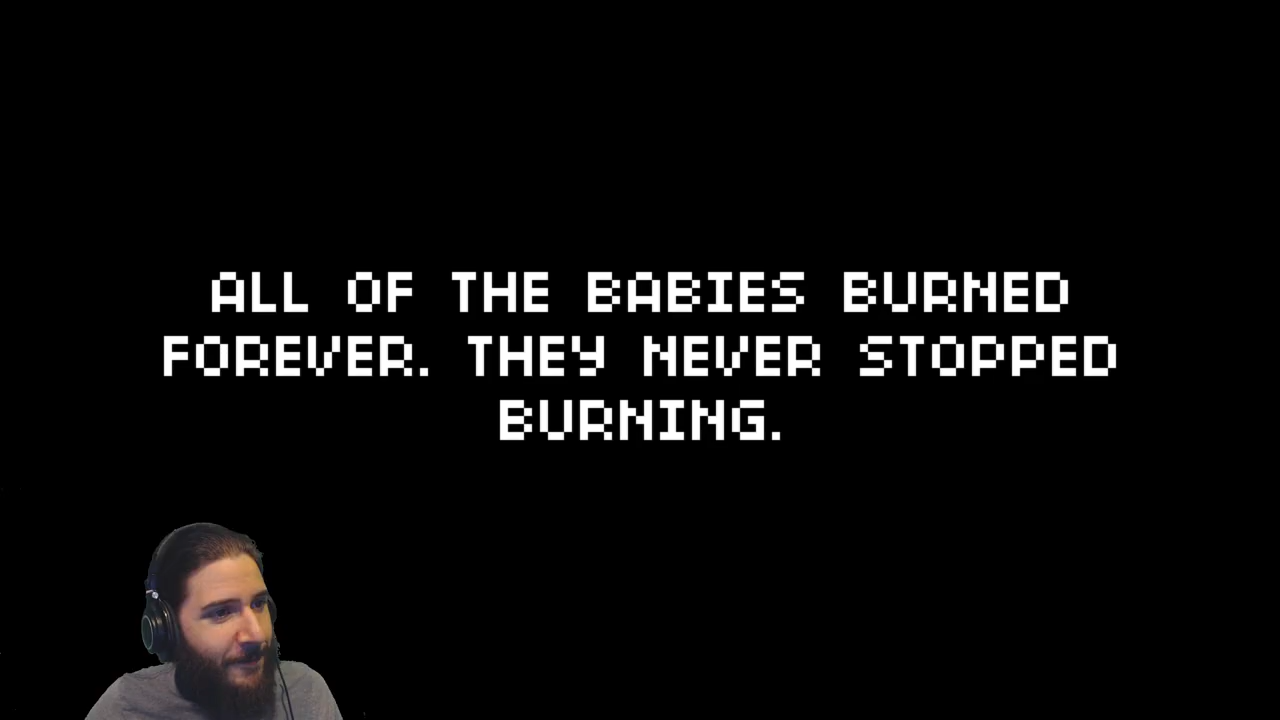 ALL OF THE BABIES BURNED
FOREVER. THEY NEVER STOPPED
BURNING.